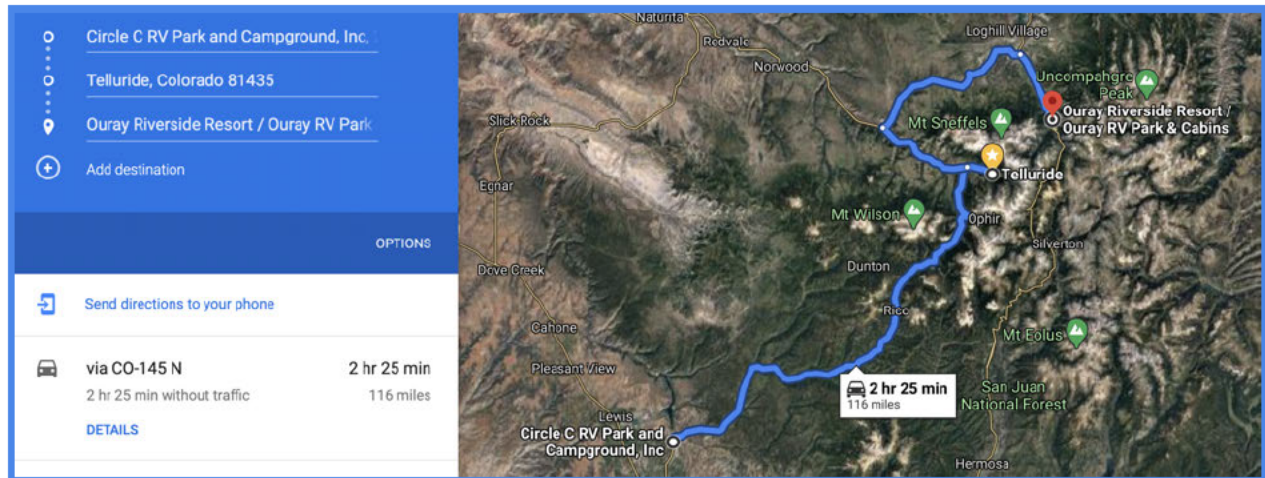 Circle C RV Park and Campground, Inc,
Telluride, Colorado 81435
Ouray Riverside Resort / Ouray RV Park
Add destination
OPTIONS
Send directions to your phone
via CO-145 N
2 hr 25 min
2 hr 25 min without traffic
116 miles
DETAILS
Naturita
Redvale
Norwood
Loghill Village
Uncompahgre
Peak
Ouray Riverside Resort /
Ouray RV Park & Cabins
Slick Rock
Mt Sneffels
Telluride
Egnar
Mt Wilson
Ophir
Silverton
Dove Creek
Dunton
Rico
Cahone
Mt Eolus
Pleasant View
2 hr 25 min
116 miles
San Juan
National Forest
Lewis
Circle C RV Park and
Campground, Inc
Hermosa